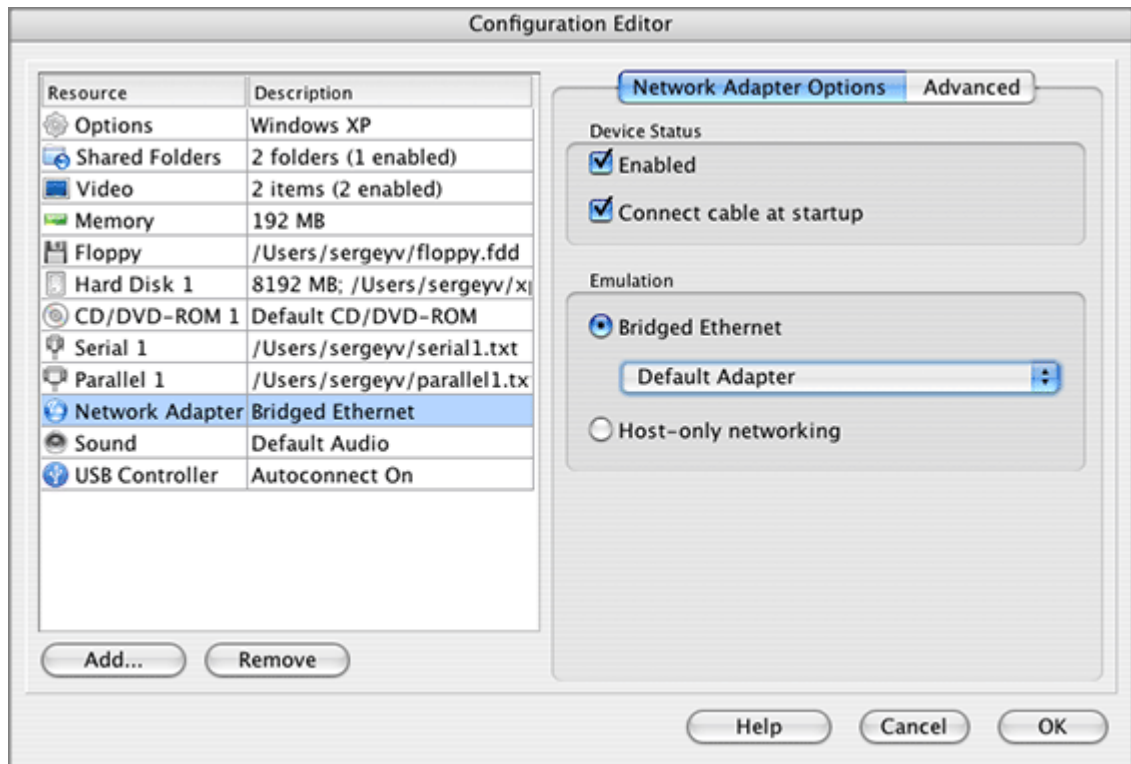 Configuration Editor
Resource Description
Options Windows XP
Shared Folders 2 folders (1 enabled)
Video 2 items (2 enabled)
Memory 192 MB
Floppy /Users/sergeyv/floppy.fdd
Hard Disk 1 8192 MB; /Users/sergeyv/x
CD/DVD-ROM 1 Default CD/DVD-ROM
Serial 1 /Users/sergeyv/serial1.txt
Parallel 1 /Users/sergeyv/parallel1.tx
Network Adapter Bridged Ethernet
Sound Default Audio
USB Controller Autoconnect On
Add... Remove
Network Adapter Options Advanced
Device Status
Enabled
Connect cable at startup
Emulation
Bridged Ethernet
Default Adapter
Host-only networking
Help Cancel OK